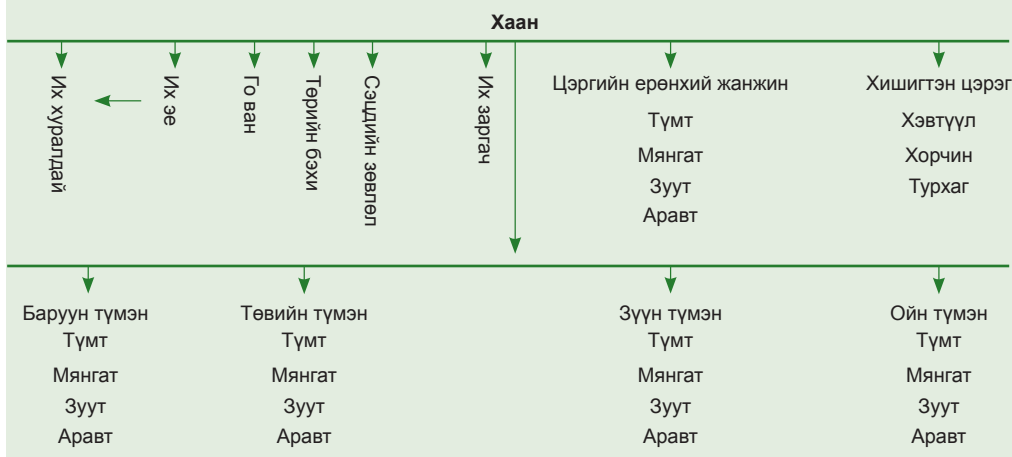 Хаан
Их хуралдай
Их эе
Го ван
Төрийн бэхи
Сэцдийн зөвлөл
Их заргач
Цэргийн ерөнхий жанжин
Түмт
Мянгат
Зуут
Аравт
Хишигтэн цэрэг
Хэвтүүл
Хорчин
Турхаг
Баруун түмэн
Түмт
Мянгат
Зуут
Аравт
Төвийн түмэн
Түмт
Мянгат
Зуут
Аравт
Зүүн түмэн
Түмт
Мянгат
Зуут
Аравт
Ойн түмэн
Түмт
Мянгат
Зуут
Аравт